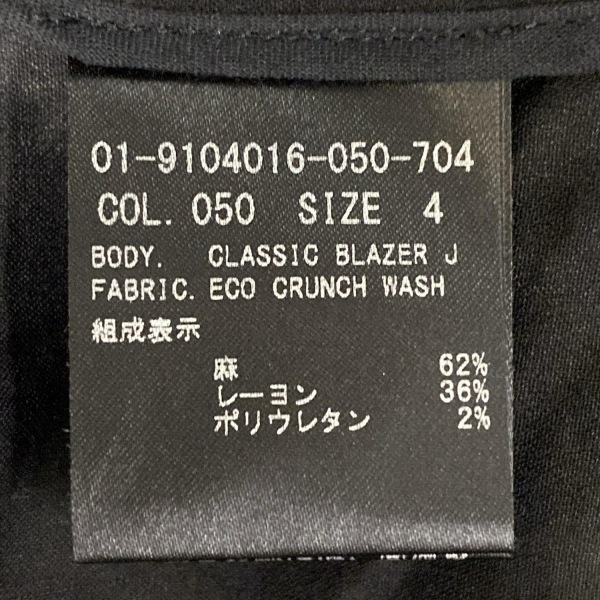 01-9104016-050-704
COL. 050 SIZE 4
BODY. CLASSIC BLAZER J
FABRIC. ECO CRUNCH WASH
組成表示
麻 62%
レーヨン 36%
ポリウレタン 2%